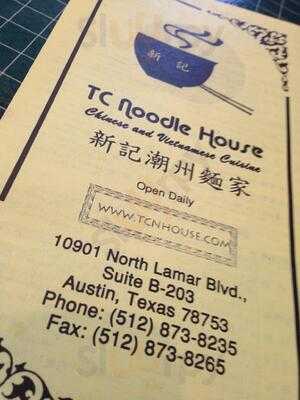 新記
TC Noodle House
Chinese and Vietnamese Cuisine
新記潮州麵家
Open Daily
WWW.TCNHOUSE.COM
10901 North Lamar Blvd.,
Suite B-203
Austin, Texas 78753
Phone: (512) 873-8235
Fax: (512) 873-8265